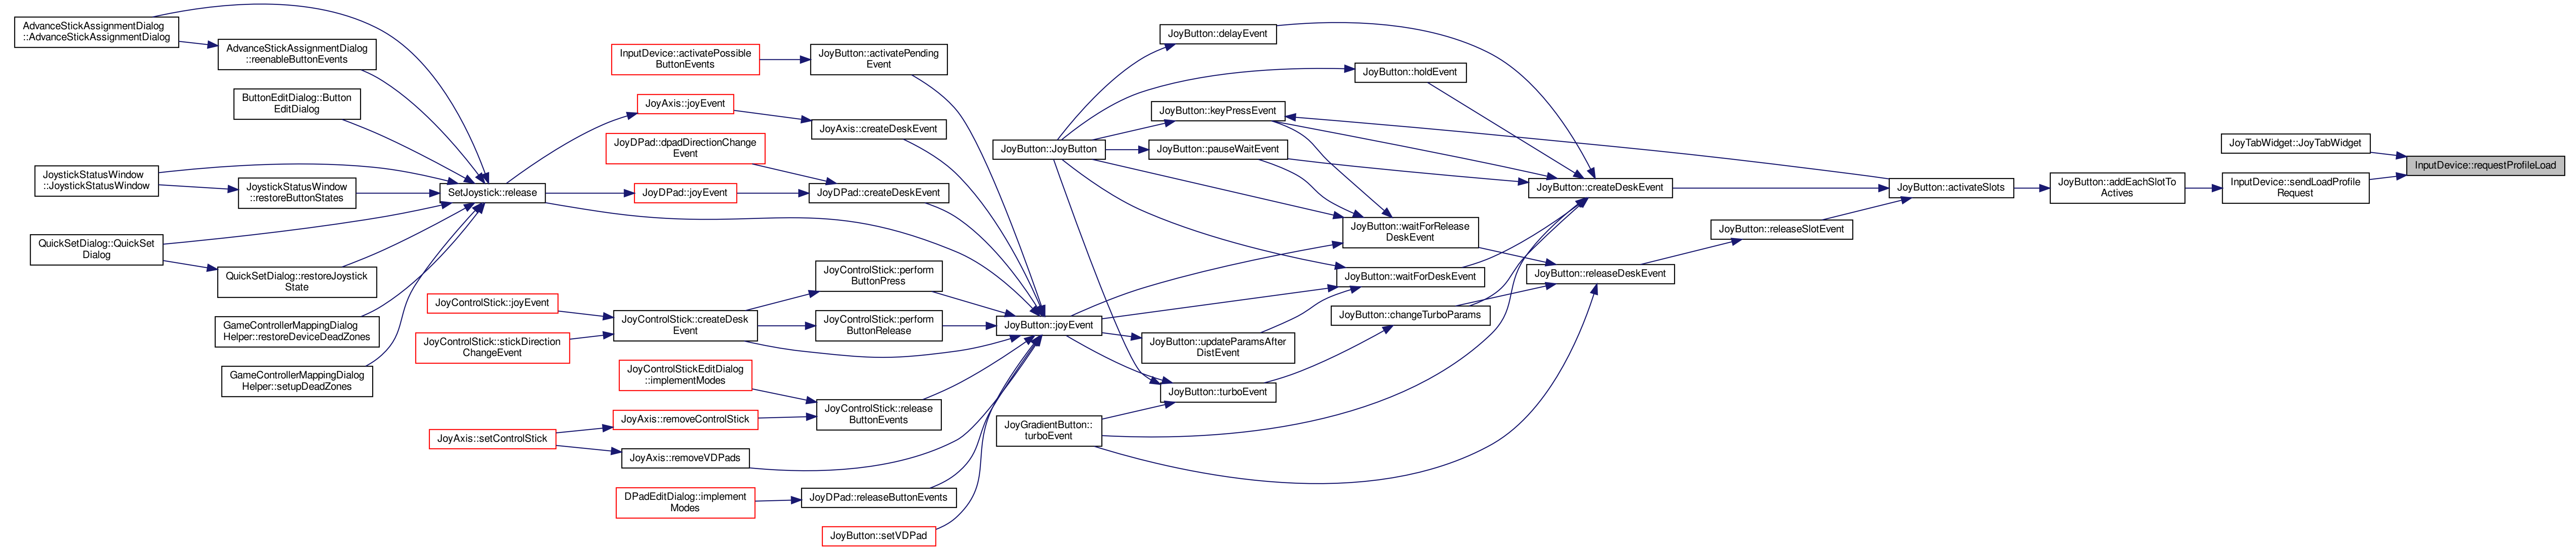 AdvanceStickAssignmentDialog
::AdvanceStickAssignmentDialog
AdvanceStickAssignmentDialog
::reenableButtonEvents
ButtonEditDialog::Button
EditDialog
JoystickStatusWindow
::JoystickStatusWindow
JoystickStatusWindow
::restoreButtonStates
QuickSetDialog::QuickSet
Dialog
QuickSetDialog::restoreJoystick
State
GameControllerMappingDialog
Helper::restoreDeviceDeadZones
GameControllerMappingDialog
Helper::setupDeadZones
SetJoystick::release
JoyControlStick::joyEvent
JoyControlStick::stickDirection
ChangeEvent
JoyAxis::setControlStick
InputDevice::activatePossible
ButtonEvents
JoyAxis::joyEvent
JoyDPad::dpadDirectionChange
Event
JoyDPad::joyEvent
JoyControlStick::createDesk
Event
JoyControlStickEditDialog
::implementModes
JoyAxis::removeControlStick
JoyAxis::removeVDPads
DPadEditDialog::implement
Modes
JoyButton::activatePending
Event
JoyAxis::createDeskEvent
JoyDPad::createDeskEvent
JoyControlStick::perform
ButtonPress
JoyControlStick::perform
ButtonRelease
JoyControlStick::release
ButtonEvents
JoyDPad::releaseButtonEvents
JoyButton::setVDPad
JoyButton::JoyButton
JoyButton::joyEvent
JoyGradientButton::
turboEvent
JoyButton::delayEvent
JoyButton::keyPressEvent
JoyButton::pauseWaitEvent
JoyButton::updateParamsAfter
DistEvent
JoyButton::turboEvent
JoyButton::holdEvent
JoyButton::waitForRelease
DeskEvent
JoyButton::waitForDeskEvent
JoyButton::changeTurboParams
JoyButton::createDeskEvent
JoyButton::releaseDeskEvent
JoyButton::releaseSlotEvent
JoyButton::activateSlots
JoyButton::addEachSlotTo
Actives
JoyTabWidget::JoyTabWidget
InputDevice::sendLoadProfile
Request
InputDevice::requestProfileLoad